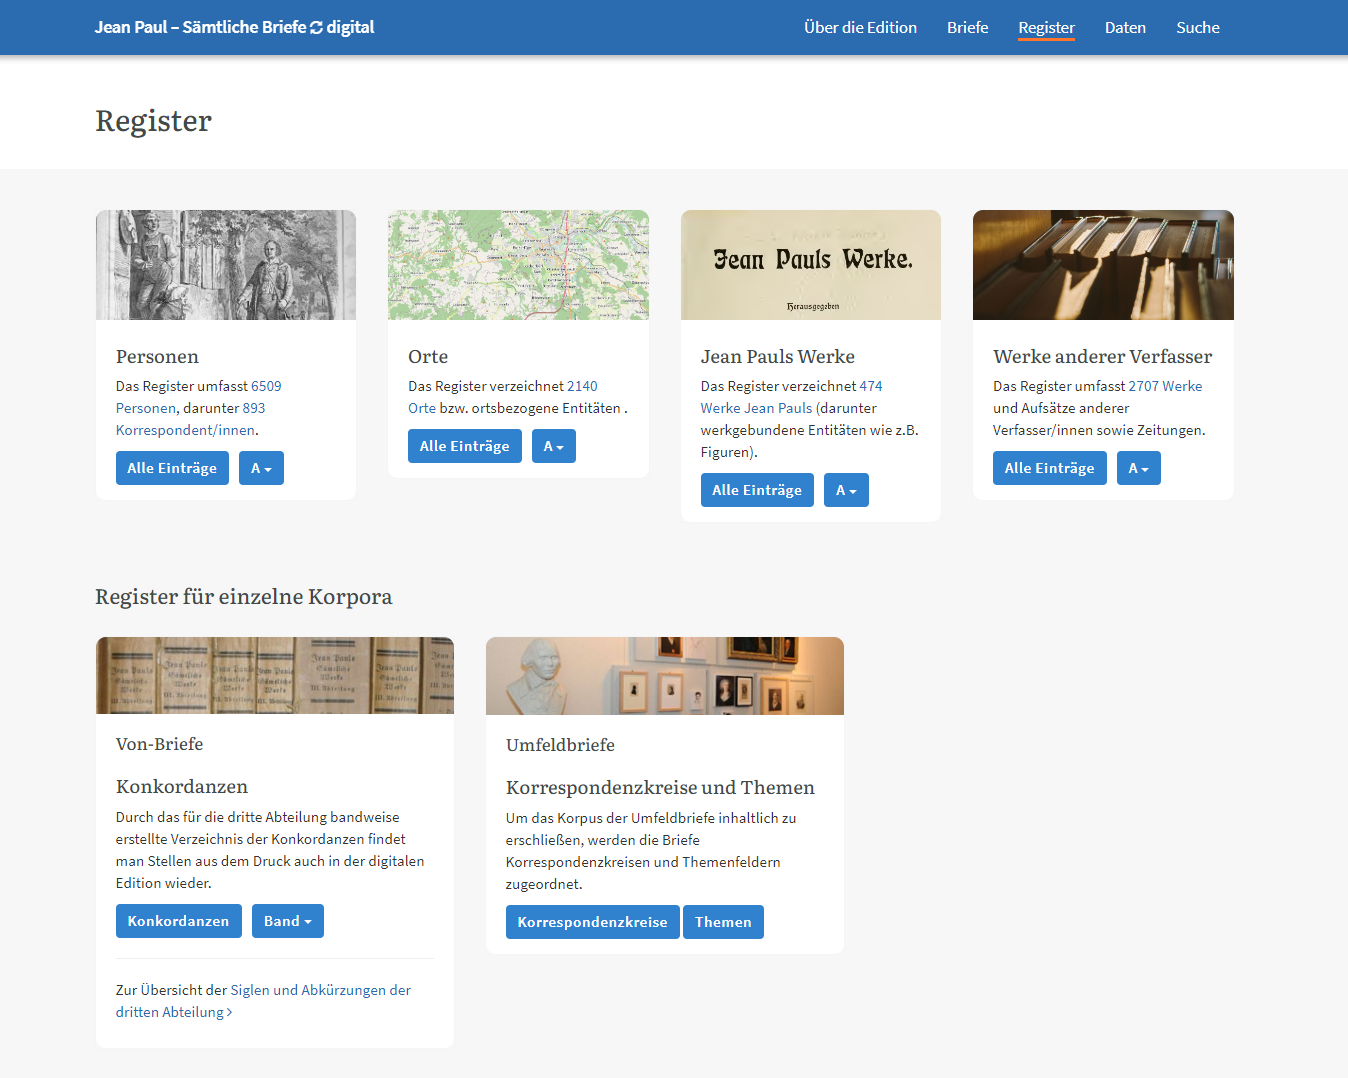 Jean Paul – Sämtliche Briefe digital
Über die Edition
Briefe
Register
Daten
Suche
Register
Jean Pauls Werke.
Herausgegeben
Personen
Das Register umfasst 6509
Personen, darunter 893
Korrespondent/innen.
Alle Einträge
A
Orte
Das Register verzeichnet 2140
Orte bzw. ortsbezogene Entitäten .
Alle Einträge
A
Jean Pauls Werke
Das Register verzeichnet 474
Werke Jean Pauls (darunter
werkgebundene Entitäten wie z.B.
Figuren).
Alle Einträge
A
Werke anderer Verfasser
Das Register umfasst 2707 Werke
und Aufsätze anderer
Verfasser/innen sowie Zeitungen.
Alle Einträge
A
Register für einzelne Korpora
Jean Pauls
Sämtliche
Werke
III. Abteilung
Von-Briefe
Konkordanzen
Durch das für die dritte Abteilung bandweise
erstellte Verzeichnis der Konkordanzen findet
man Stellen aus dem Druck auch in der digitalen
Edition wieder.
Konkordanzen
Band
Zur Übersicht der Siglen und Abkürzungen der
dritten Abteilung
Umfeldbriefe
Korrespondenzkreise und Themen
Um das Korpus der Umfeldbriefe inhaltlich zu
erschließen, werden die Briefe
Korrespondenzkreisen und Themenfeldern
zugeordnet.
Korrespondenzkreise
Themen